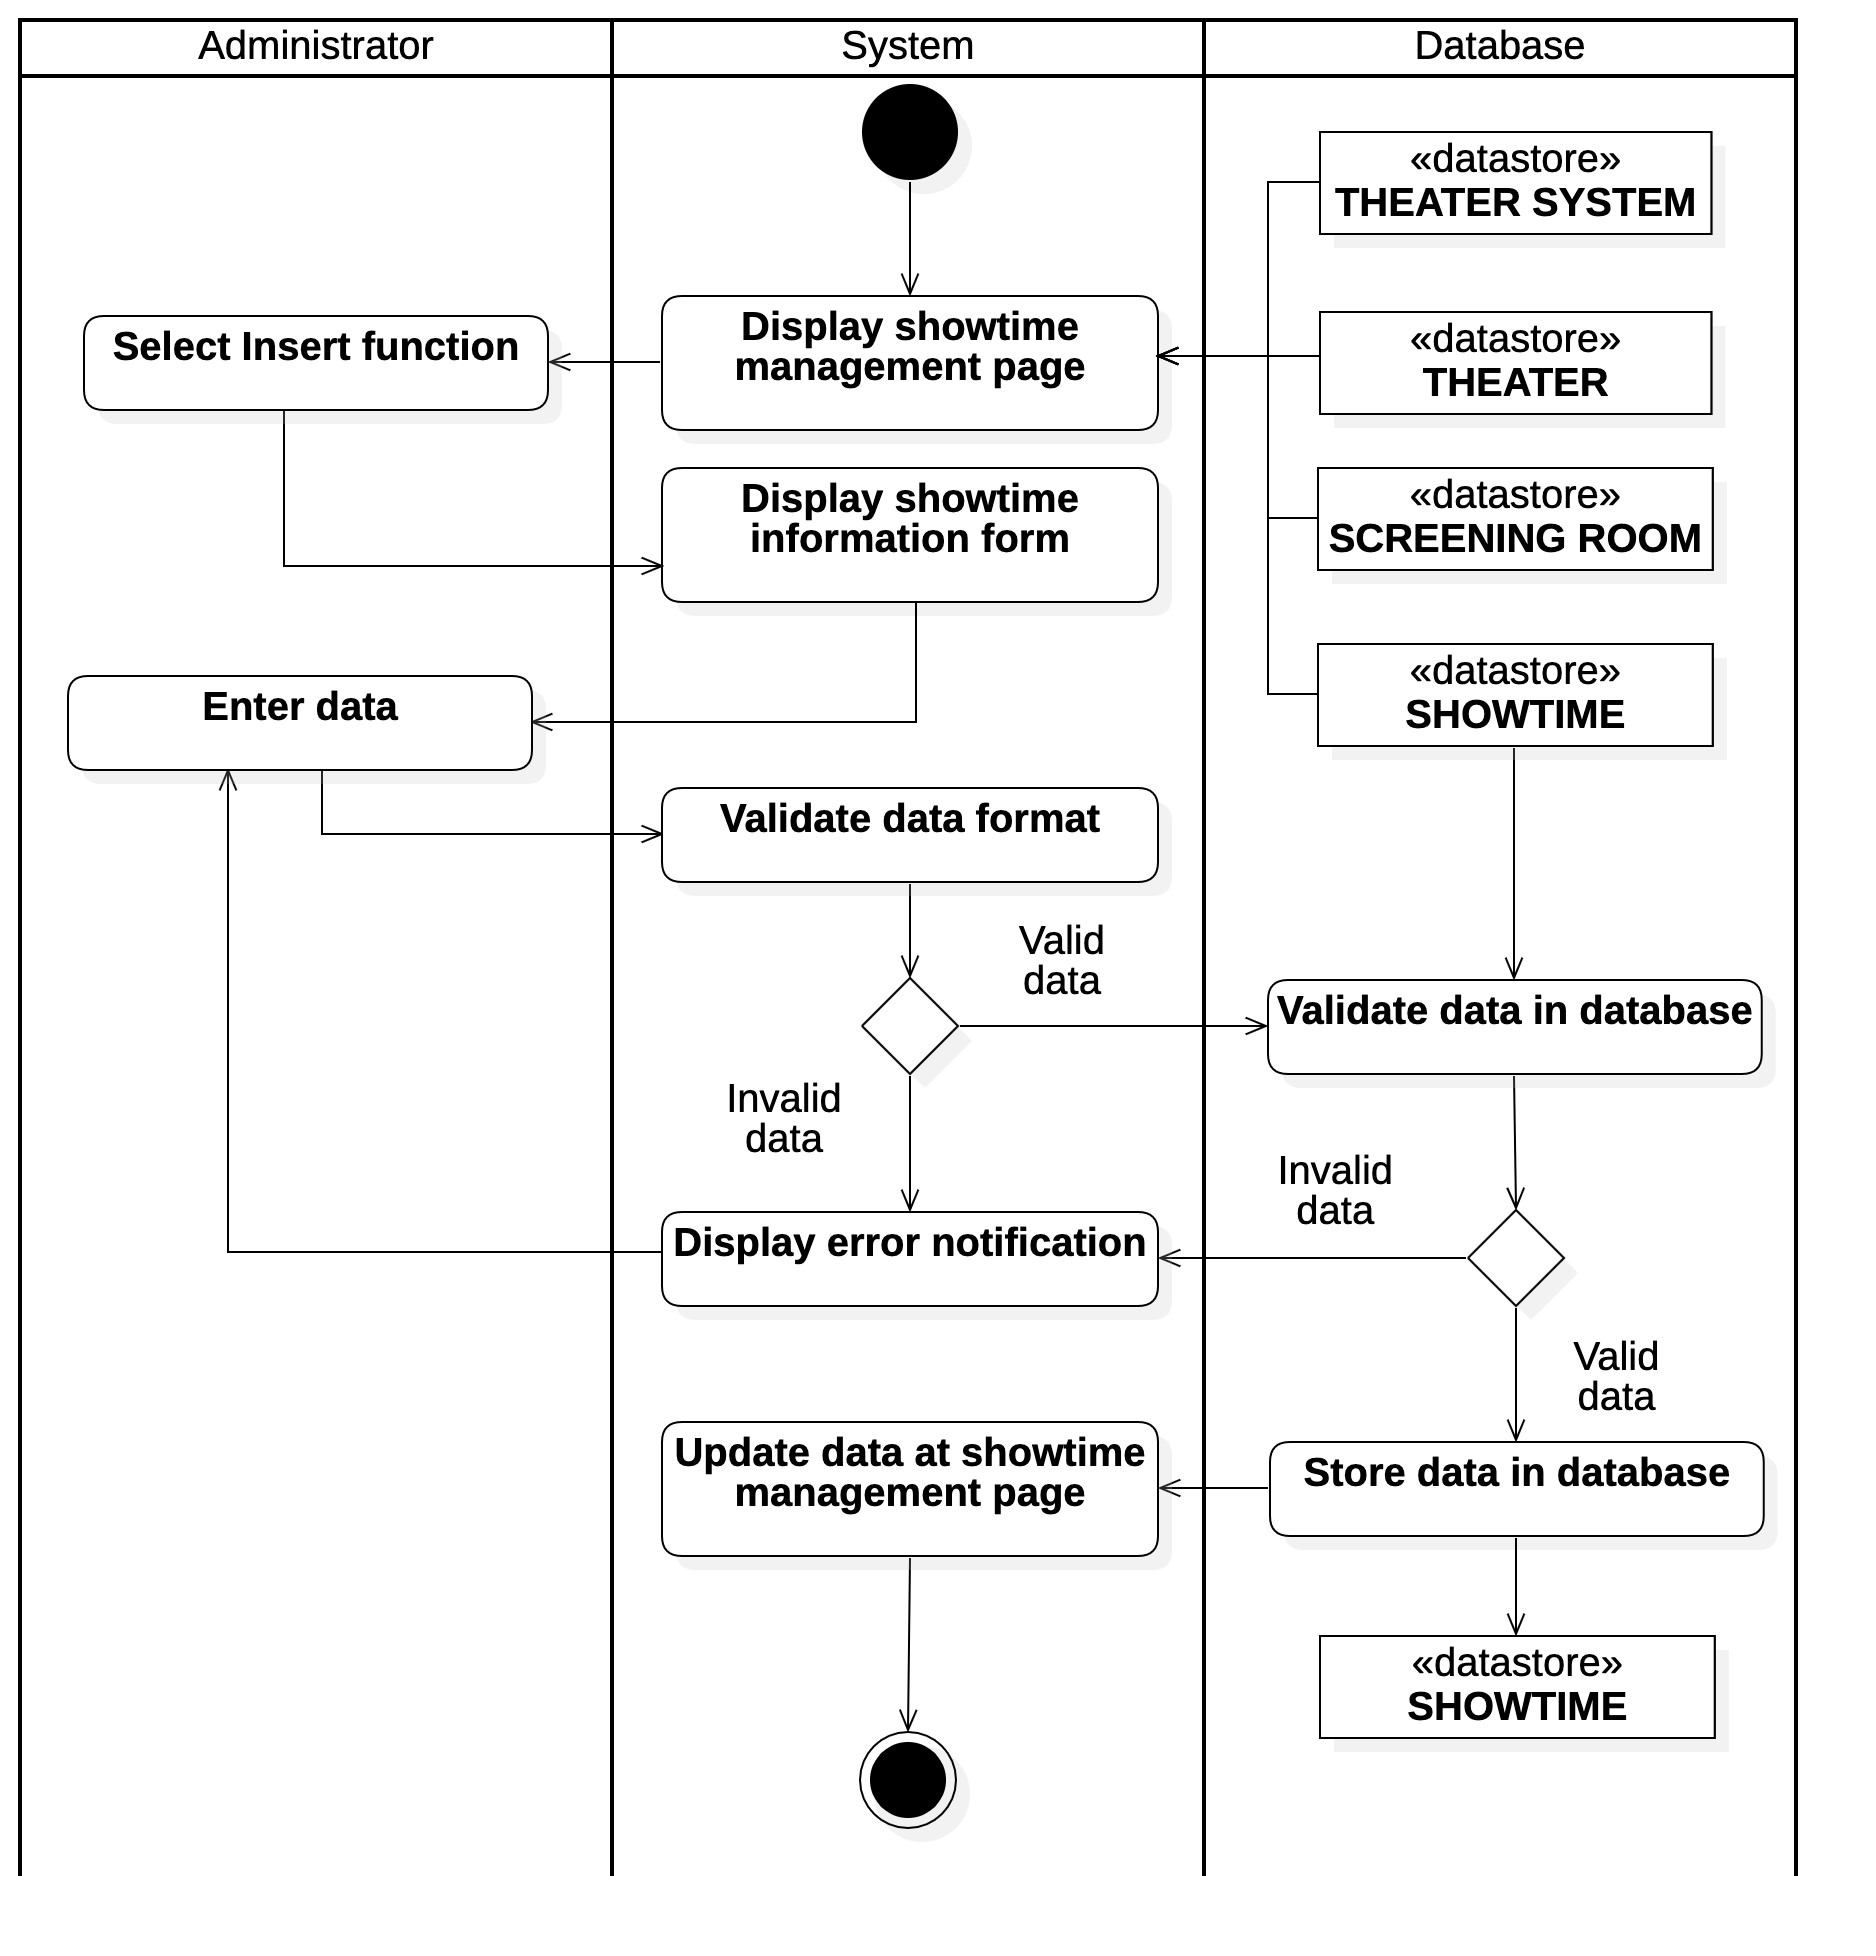 Administrator
System
Database
«datastore»
THEATER SYSTEM
Select Insert function
Display showtime
management page
«datastore»
THEATER
Display showtime
information form
«datastore»
SCREENING ROOM
Enter data
«datastore»
SHOWTIME
Validate data format
Valid
data
Validate data in database
Invalid
data
Invalid
data
Display error notification
Valid
data
Update data at showtime
management page
Store data in database
«datastore»
SHOWTIME